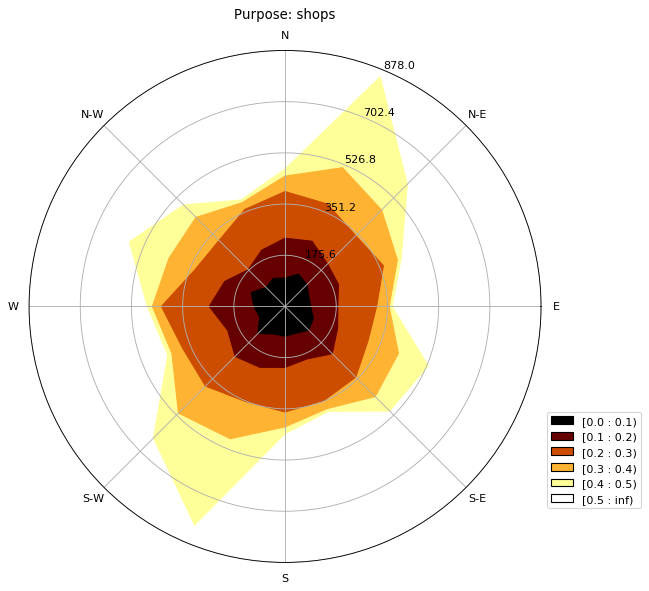 Purpose: shops
N
878.0
N-W
702.4
N-E
526.8
351.2
175.6
W
E
[0.0 : 0.1)
[0.1 : 0.2)
[0.2 : 0.3)
[0.3 : 0.4)
[0.4 : 0.5)
[0.5 : inf)
S-W
S-E
S